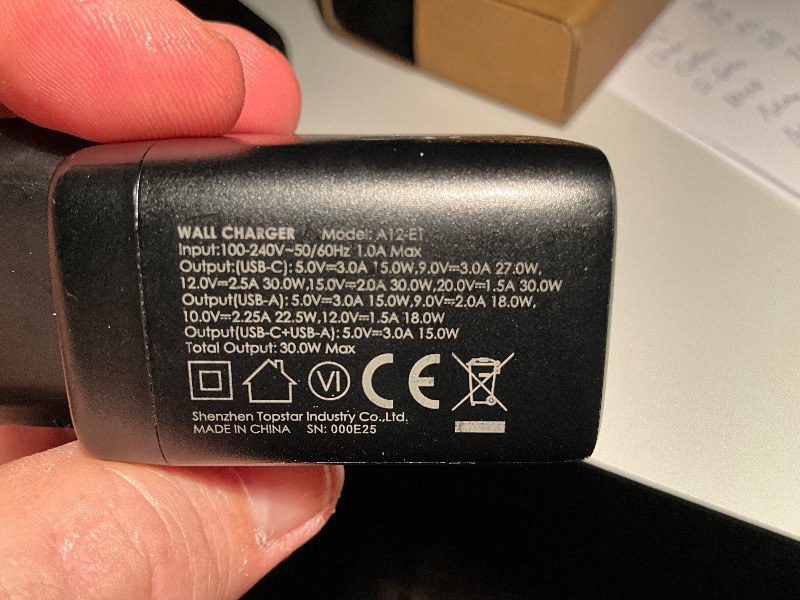 WALL CHARGER Model: A12-E1
Input:100-240V~50/60Hz 1.0A Max
Output:(USB-C): 5.0V⎓3.0A 15.0W,9.0V⎓3.0A 27.0W,
12.0V⎓2.5A 30.0W,15.0V⎓2.0A 30.0W,20.0V⎓1.5A 30.0W
Output(USB-A): 5.0V⎓3.0A 15.0W,9.0V⎓2.0A 18.0W,
10.0V⎓2.25A 22.5W,12.0V⎓1.5A 18.0W
Output(USB-C+USB-A): 5.0V⎓3.0A 15.0W
Total Output: 30.0W Max
VI CE
Shenzhen Topstar Industry Co.,Ltd.
MADE IN CHINA SN: 000E25